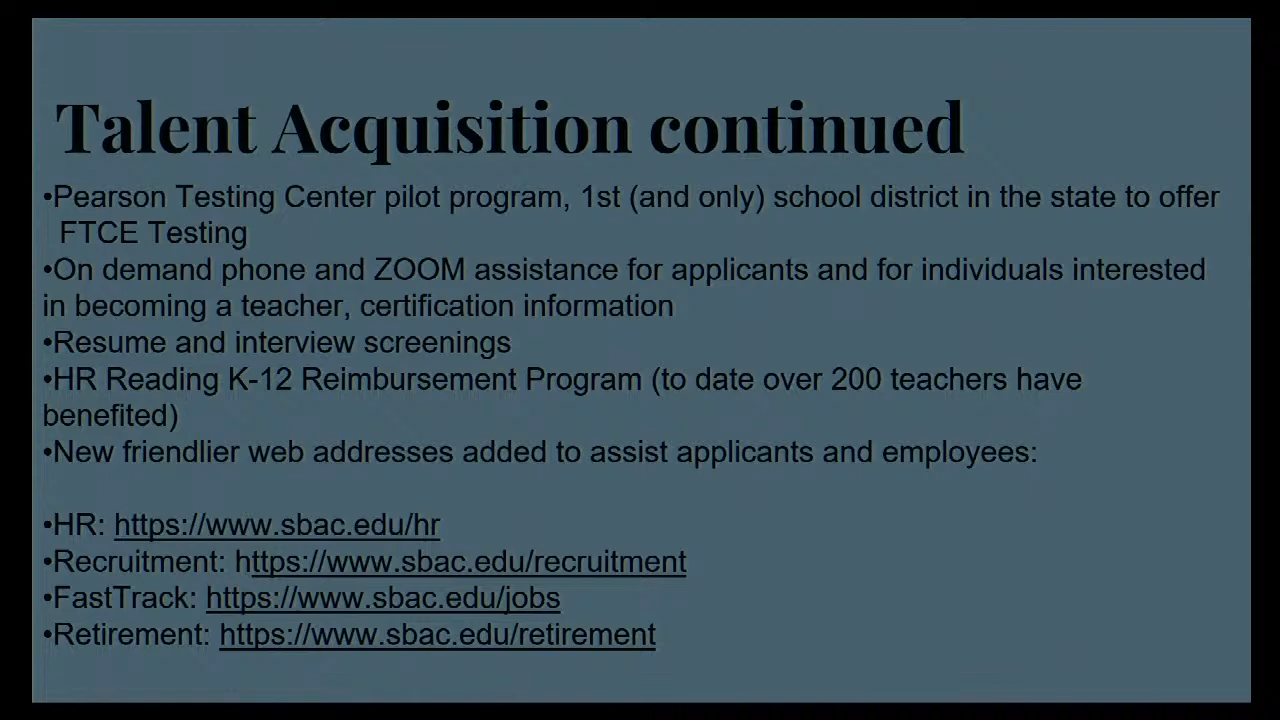 Talent Acquisition continued
•Pearson Testing Center pilot program, 1st (and only) school district in the state to offer
FTCE Testing
•On demand phone and ZOOM assistance for applicants and for individuals interested
in becoming a teacher, certification information
•Resume and interview screenings
•HR Reading K-12 Reimbursement Program (to date over 200 teachers have
benefited)
•New friendlier web addresses added to assist applicants and employees:
•HR: https://www.sbac.edu/hr
•Recruitment: https://www.sbac.edu/recruitment
•FastTrack: https://www.sbac.edu/jobs
•Retirement: https://www.sbac.edu/retirement